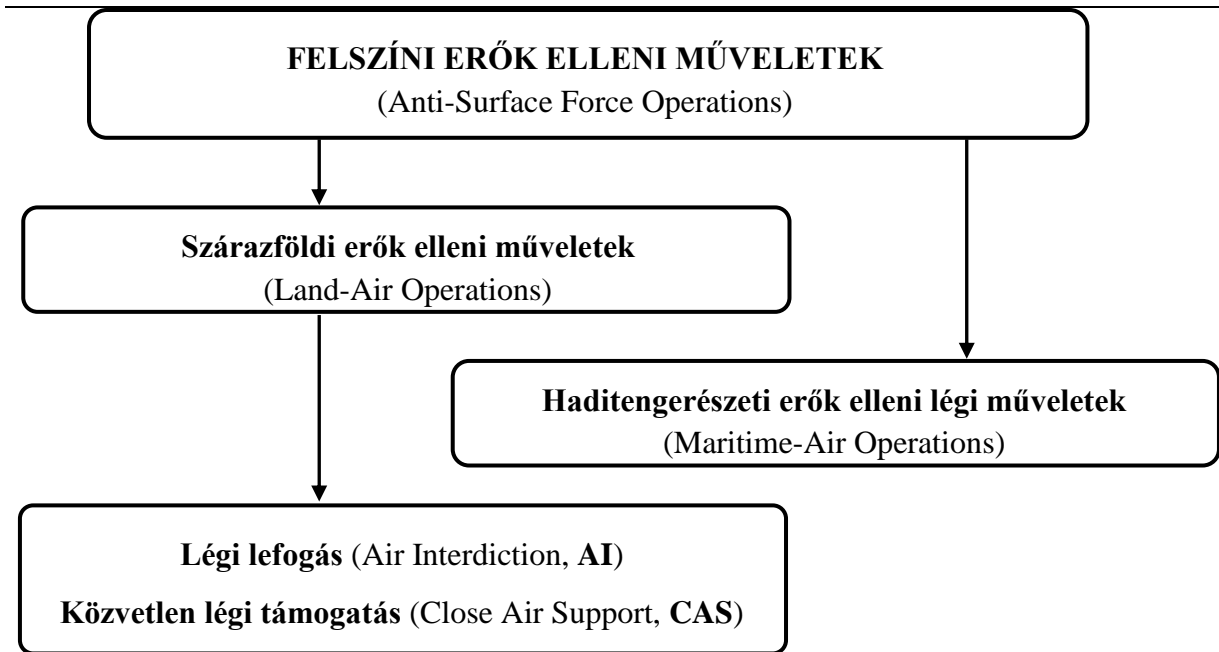 FELSZÍNI ERŐK ELLENI MŰVELETEK
(Anti-Surface Force Operations)
Szárazföldi erők elleni műveletek
(Land-Air Operations)
Haditengerészeti erők elleni légi műveletek
(Maritime-Air Operations)
Légi lefogás (Air Interdiction, AI)
Közvetlen légi támogatás (Close Air Support, CAS)